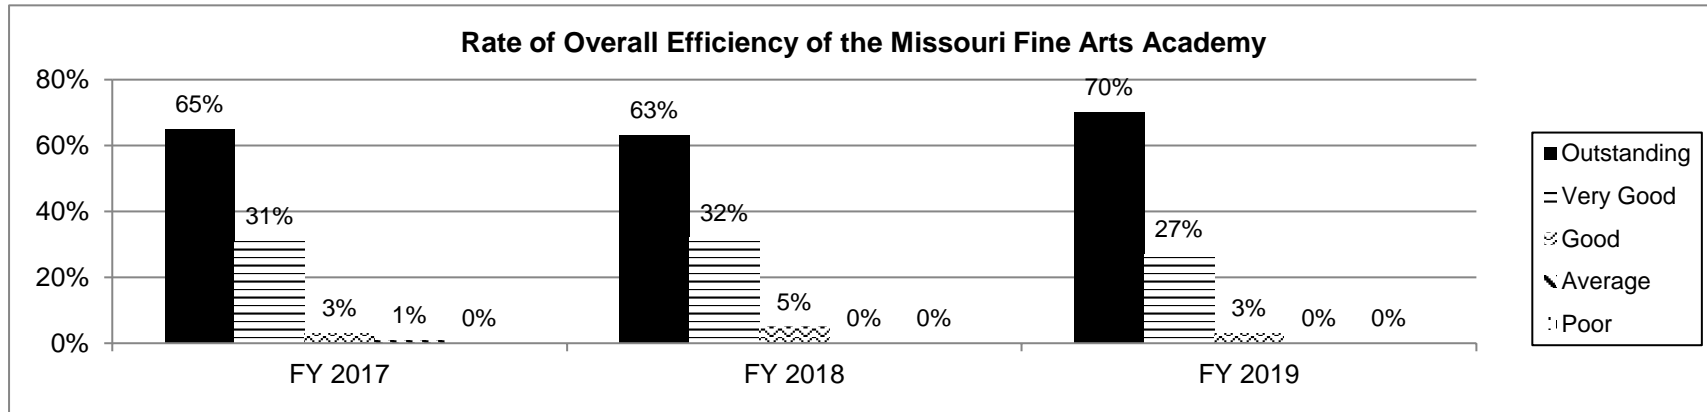 Rate of Overall Efficiency of the Missouri Fine Arts Academy
80%
60%
40%
20%
0%
65%
31%
3%
1%
0%
63%
32%
5%
0%
0%
70%
27%
3%
0%
0%
FY 2017
FY 2018
FY 2019
Outstanding
Very Good
Good
Average
Poor